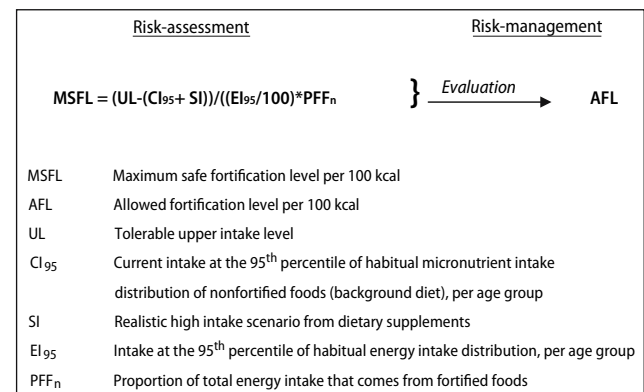 Risk-assessment Risk-management
MSFL = (UL-(CI95+ SI))/((EI95/100)*PFFn } Evaluation AFL
MSFL Maximum safe fortification level per 100 kcal
AFL Allowed fortification level per 100 kcal
UL Tolerable upper intake level
CI95 Current intake at the 95th percentile of habitual micronutrient intake
distribution of nonfortified foods (background diet), per age group
SI Realistic high intake scenario from dietary supplements
EI95 Intake at the 95th percentile of habitual energy intake distribution, per age group
PFFn Proportion of total energy intake that comes from fortified foods